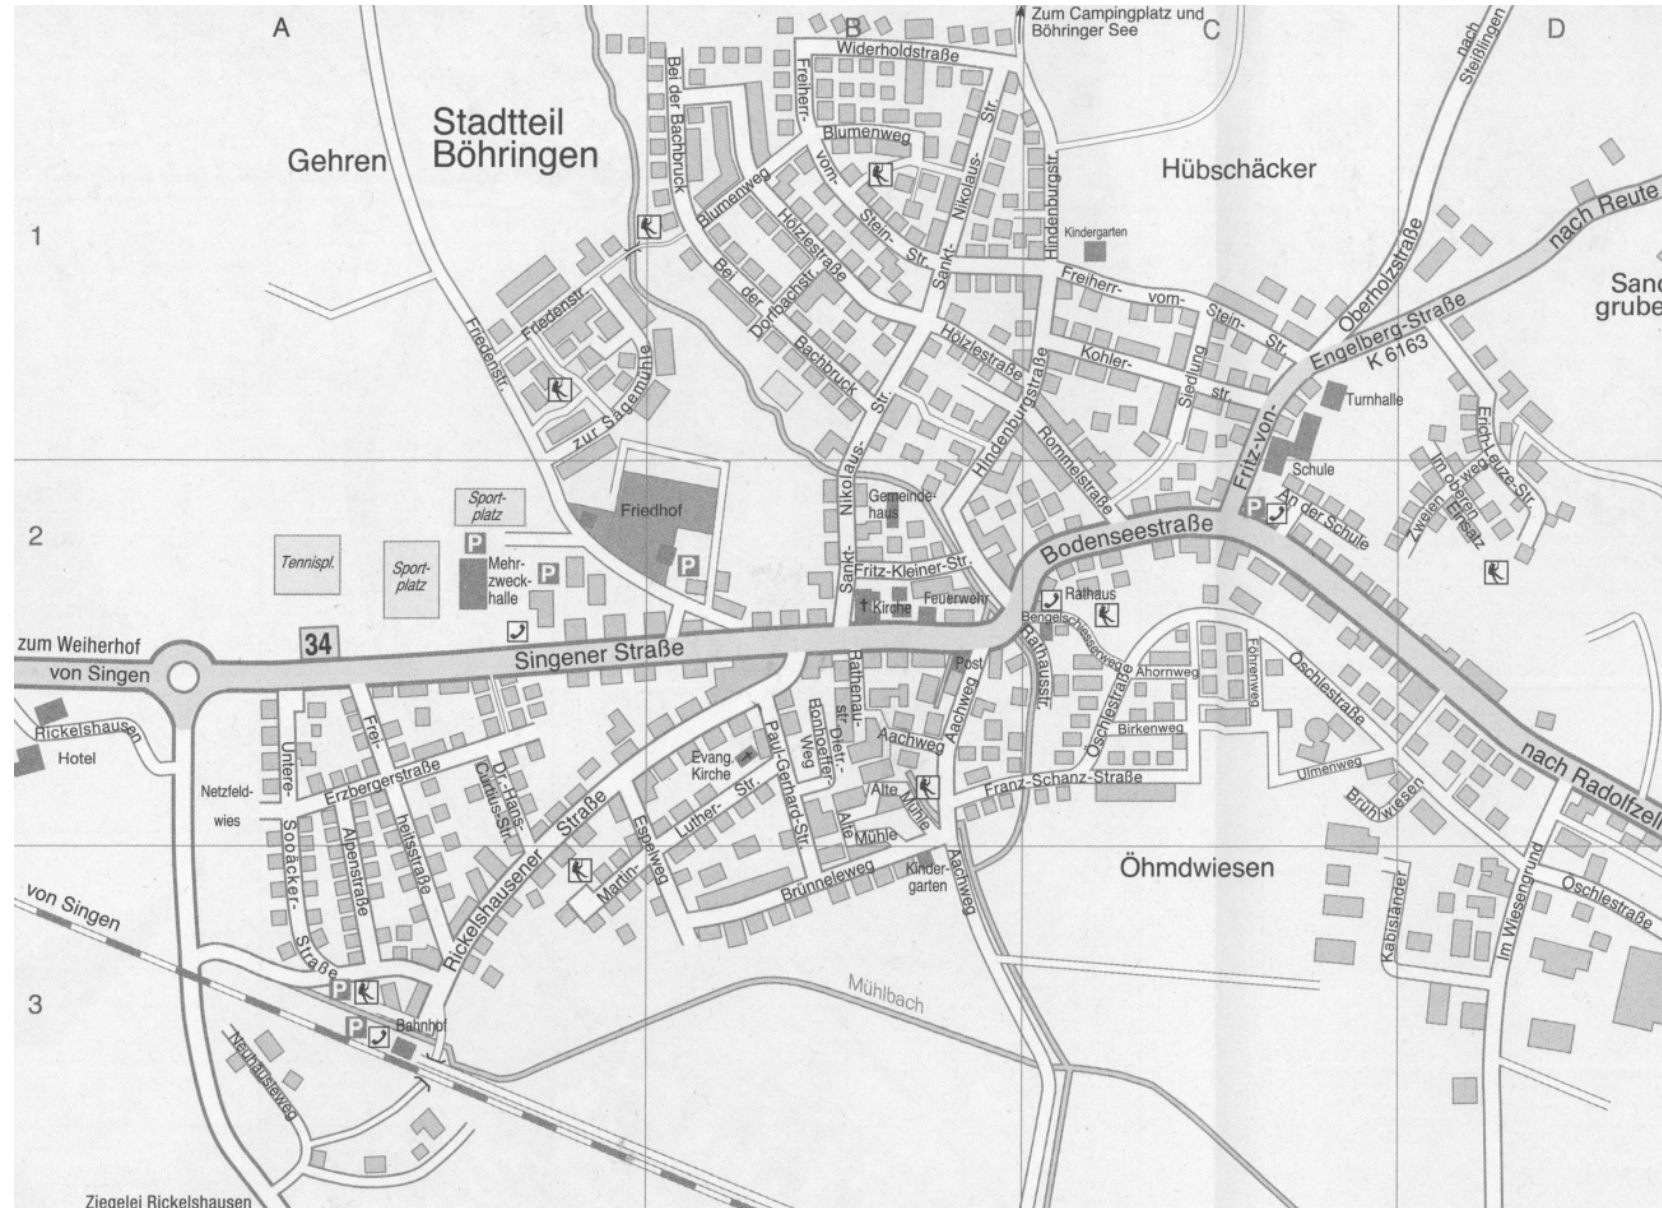 A
B
C
D
1
2
3
Zum Campingplatz und
Böhringer See
nach
Steißlingen
Stadtteil
Böhringen
Gehren
Hübschäcker
Widerholdstraße
Bei der Bachbruck
Freiherr-
vom-
Stein-
Str.
Blumenweg
Blumenweg
Sankt-
Nikolaus-
Str.
Hindenburgstr.
Kindergarten
Hölzlestraße
Dorfbachstr.
Bei
der
Bachbruck
Freiherr-
vom-
Stein-
Str.
Oberholzstraße
Engelberg-Straße
K 6163
nach Reute
Sand
grube
Friedenstr.
Friedenstr.
zur Sägemühle
Hölzlestraße
Kohler-
str.
Siedlung
Hindenburgstraße
Rommelstraße
Turnhalle
Fritz-von-
Schule
An der Schule
Erich-Leuze-Str.
Zweienweg
Im oberen
Einsatz
Sankt-
Nikolaus-
Str.
Gemeinde-
haus
Friedhof
Sport-
platz
Tennispl.
Sport-
platz
P
Mehr-
zweck-
halle
P
P
P
Fritz-Kleiner-Str.
Kirche
Feuerwehr
Bodenseestraße
Rathaus
Bengelschiesserweg
Rathausstr.
34
zum Weiherhof
von Singen
Singener Straße
Post
Rickelshausen
Hotel
Netzfeld-
wies
Untere-
Sooäcker-
Straße
Erzbergerstraße
Frei-
heitsstraße
Alpenstraße
Dr.-Hans-
Curtius-Str.
Rickelshausener
Straße
Evang.
Kirche
Martin-
Luther-
Str.
Espelweg
Paul-Gerhard-Str.
Dietr.-
Bonhoeffer-
Weg
Rathenau-
str.
Aachweg
Aachweg
Alte
Mühle
Alte
Mühle
Brünneleweg
Kinder-
garten
Aachweg
Franz-Schanz-Straße
Öschlestraße
Ahornweg
Birkenweg
Föhrenweg
Öschlestraße
Ulmenweg
Brühlwiesen
nach Radolfzell
Öhmdwiesen
Kabisländer
Im Wiesengrund
Öschlestraße
von Singen
P
P
Bahnhof
Mühlbach
Neuhausleweg
Ziegelei Rickelshausen